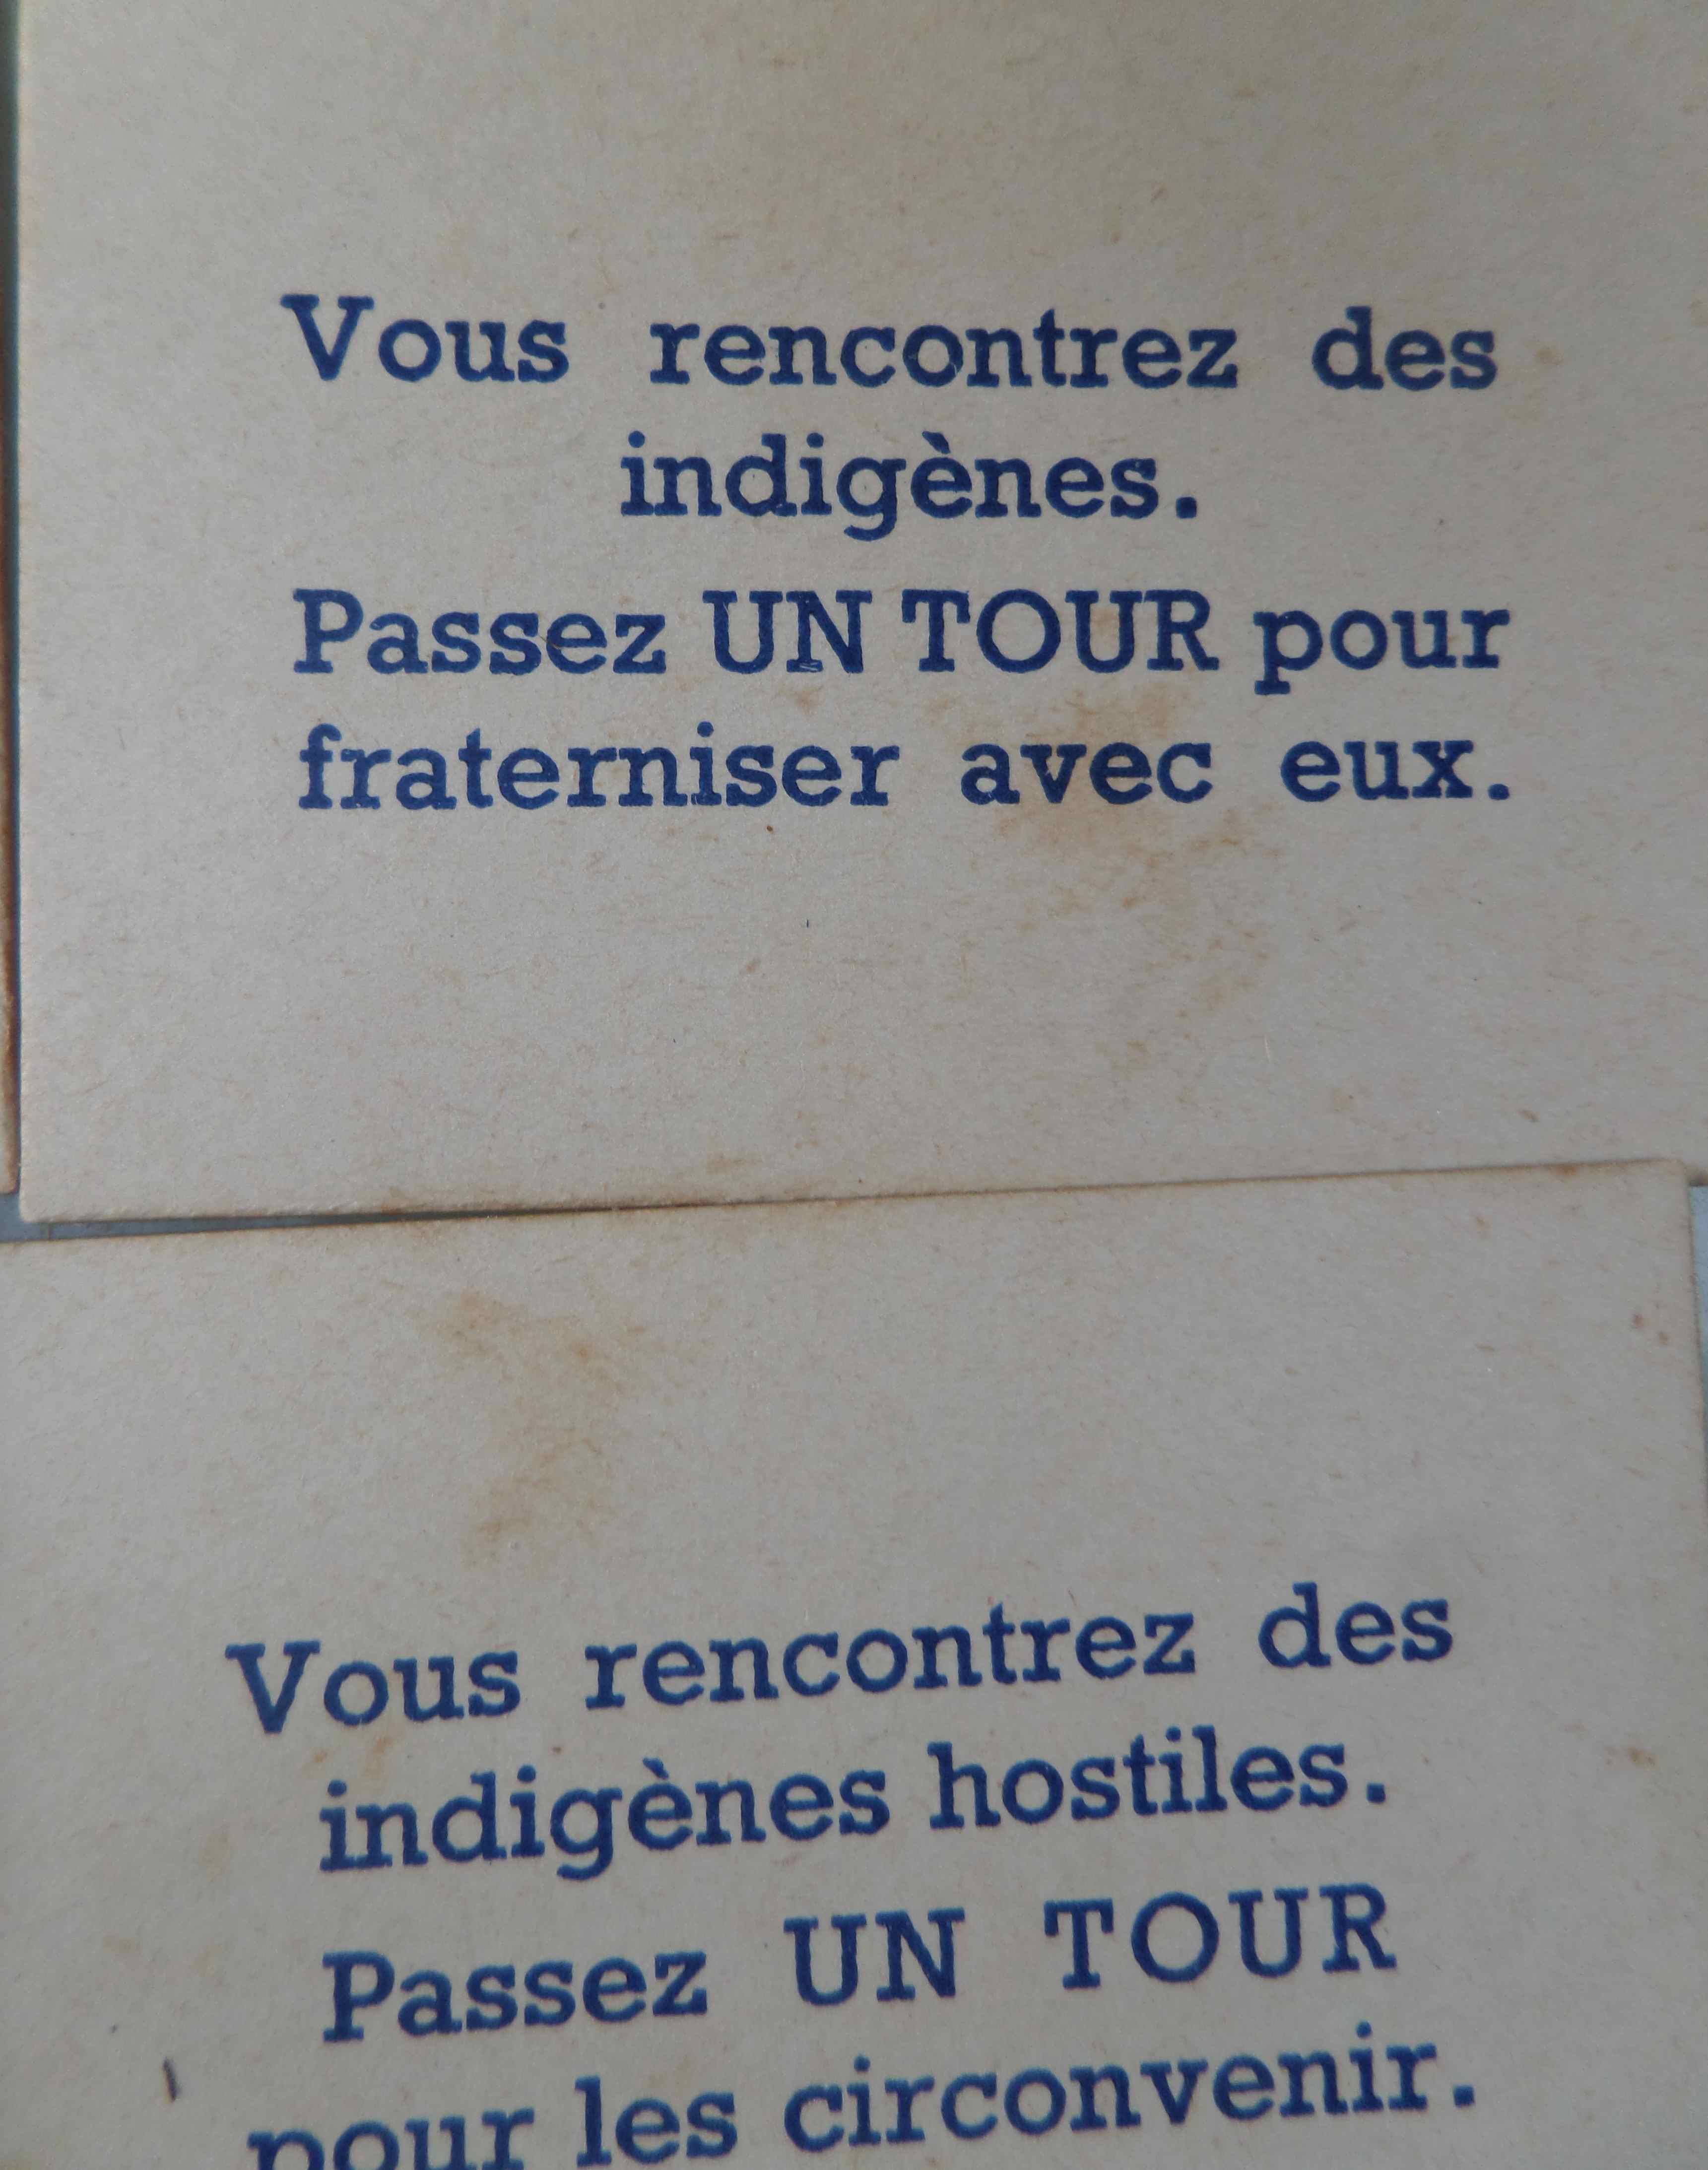 Vous rencontrez des
indigènes.
Passez UN TOUR pour
fraterniser avec eux.
Vous rencontrez des
indigènes hostiles.
Passez UN TOUR
pour les circonvenir.